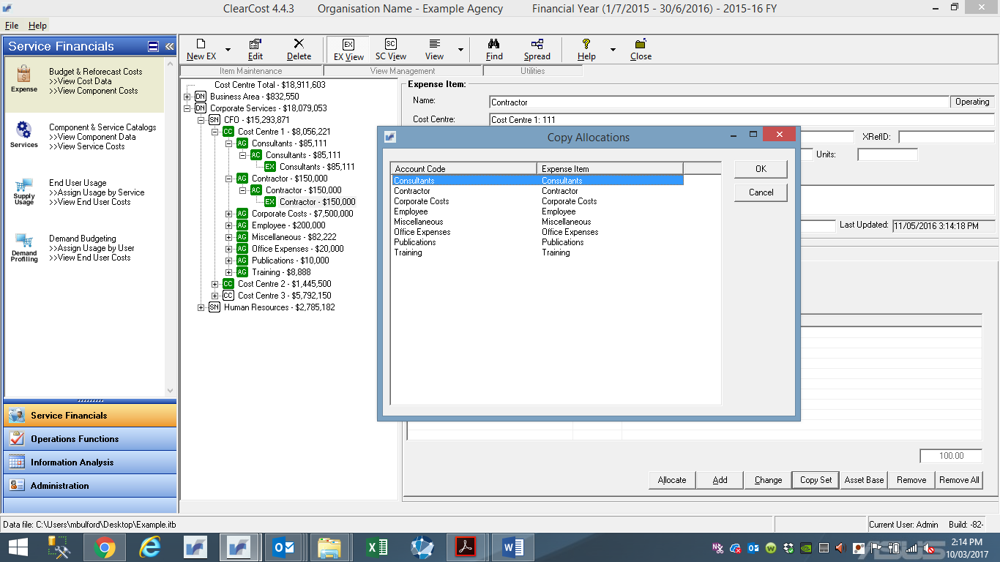 ClearCost 4.4.3 Organisation Name - Example Agency Financial Year (1/7/2015 - 30/6/2016) - 2015-16 FY
File Help
Service Financials
Expense
Budget & Reforecast Costs
>>View Cost Data
>>View Component Costs
Services
Component & Service Catalogs
>>View Component Data
>>View Service Costs
Supply Usage
End User Usage
>>Assign Usage by Service
>>View End User Costs
Demand Profiling
Demand Budgeting
>>Assign Usage by User
>>View End User Costs
Service Financials
Operations Functions
Information Analysis
Administration
New EX Edit Delete EX EX View SC SC View View Find Spread Help Close
Item Maintenance View Management Utilities
Cost Centre Total - $18,911,603
DN Business Area - $832,550
DN Corporate Services - $18,079,053
SN CFO - $15,293,871
CC Cost Centre 1 - $8,056,221
AG Consultants - $85,111
AC Consultants - $85,111
EX Consultants - $85,111
AG Contractor - $150,000
AC Contractor - $150,000
EX Contractor - $150,000
AG Corporate Costs - $7,500,000
AG Employee - $200,000
AG Miscellaneous - $82,222
AG Office Expenses - $20,000
AG Publications - $10,000
AG Training - $8,888
CC Cost Centre 2 - $1,445,500
CC Cost Centre 3 - $5,792,150
SN Human Resources - $2,785,182
Expense Item:
Name: Contractor Operating
Cost Centre: Cost Centre 1: 111
XRefID:
Units:
Last Updated: 11/05/2016 3:14:18 PM
Copy Allocations
Account Code Expense Item
Consultants Consultants
Contractor Contractor
Corporate Costs Corporate Costs
Employee Employee
Miscellaneous Miscellaneous
Office Expenses Office Expenses
Publications Publications
Training Training
OK
Cancel
100.00
Allocate Add Change Copy Set Asset Base Remove Remove All
Data file: C:\Users\mbulford\Desktop\Example.itb Current User: Admin Build: -82-
2:14 PM
10/03/2017
ASUS